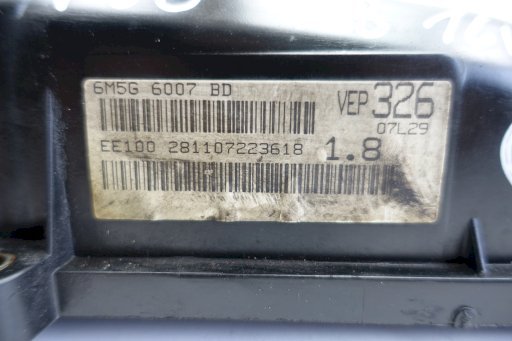 6M5G 6007 BD
VEP 326
07L29
EE100 281107223618 1.8